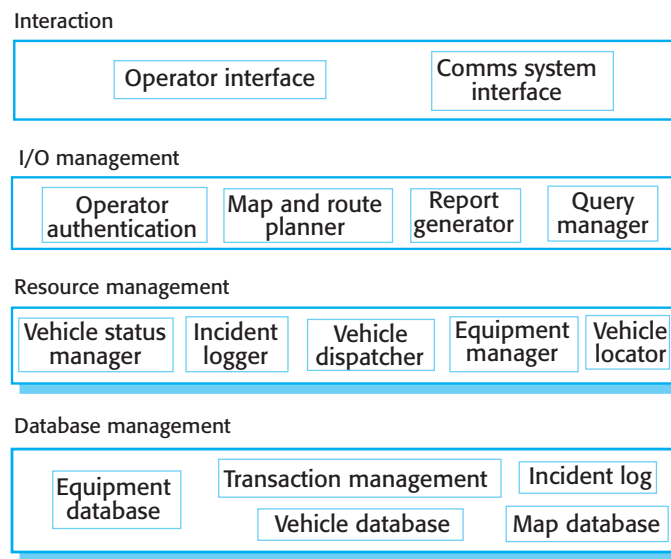 Interaction
Operator interface
Comms system
interface
I/O management
Operator
authentication
Map and route
planner
Report
generator
Query
manager
Resource management
Vehicle status
manager
Incident
logger
Vehicle
dispatcher
Equipment
manager
Vehicle
locator
Database management
Equipment
database
Transaction management
Incident log
Vehicle database
Map database